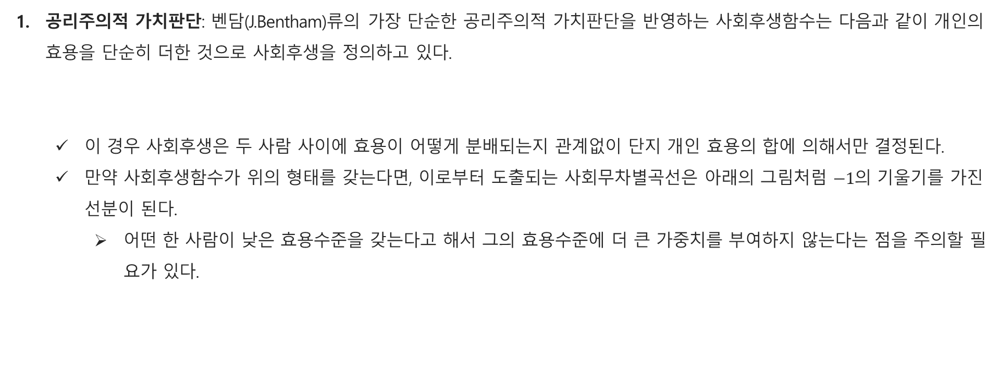 1. 공리주의적 가치판단: 벤담(J.Bentham)류의 가장 단순한 공리주의적 가치판단을 반영하는 사회후생함수는 다음과 같이 개인의
효용을 단순히 더한 것으로 사회후생을 정의하고 있다.
✓ 이 경우 사회후생은 두 사람 사이에 효용이 어떻게 분배되는지 관계없이 단지 개인 효용의 합에 의해서만 결정된다.
✓ 만약 사회후생함수가 위의 형태를 갖는다면, 이로부터 도출되는 사회무차별곡선은 아래의 그림처럼 −1의 기울기를 가진
선분이 된다.
➢ 어떤 한 사람이 낮은 효용수준을 갖는다고 해서 그의 효용수준에 더 큰 가중치를 부여하지 않는다는 점을 주의할 필
요가 있다.